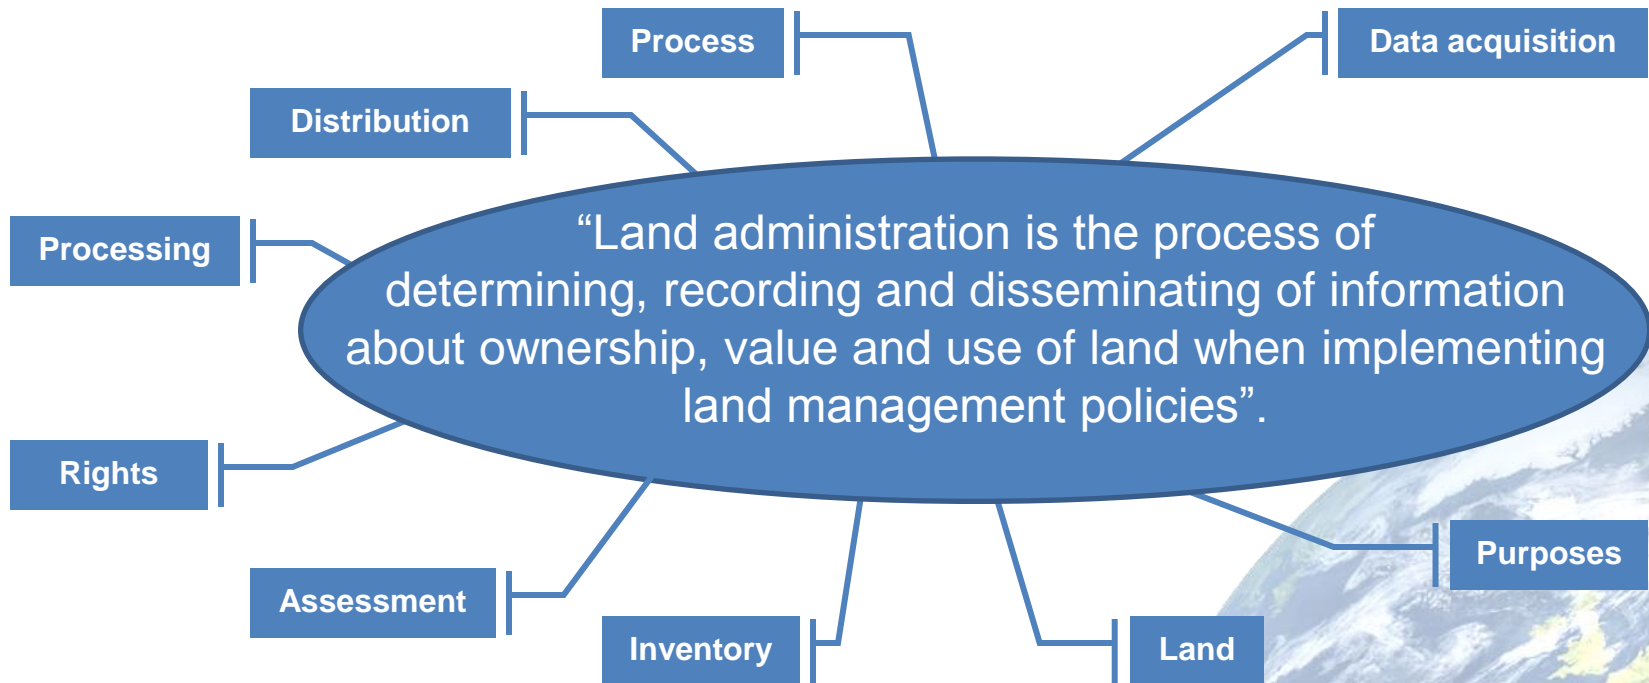 Process
Data acquisition
Distribution
Processing
“Land administration is the process of
determining, recording and disseminating of information
about ownership, value and use of land when implementing
land management policies”.
Rights
Purposes
Assessment
Inventory
Land